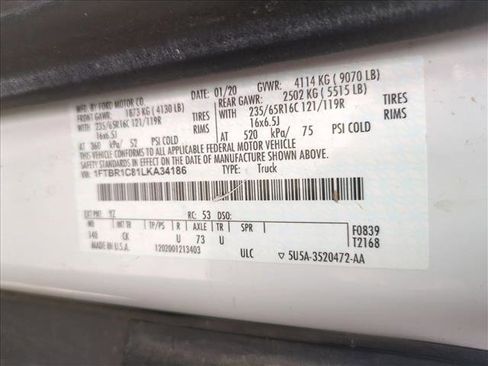 MFD. BY FORD MOTOR CO.
DATE: 01/20 GVWR: 4114 KG ( 9070 LB)
FRONT GAWR: 1873 KG ( 4130 LB) REAR GAWR: 2502 KG ( 5515 LB)
WITH 235/65R16C 121/119R TIRES WITH 235/65R16C 121/119R TIRES
16x6.5J RIMS 16x6.5J RIMS
AT 360 kPa/ 52 PSI COLD AT 520 kPa/ 75 PSI COLD
THIS VEHICLE CONFORMS TO ALL APPLICABLE FEDERAL MOTOR VEHICLE
SAFETY STANDARDS IN EFFECT ON THE DATE OF MANUFACTURE SHOWN ABOVE.
VIN: 1FTBR1C81LKA34186 TYPE: Truck
EXT PNT: YZ RC: 53 DSO:
WB INT TR TP/PS R AXLE TR SPR
148 CK U 73 U
F0839
T2168
MADE IN U.S.A. 1202001213403 ULC 5U5A-3520472-AA